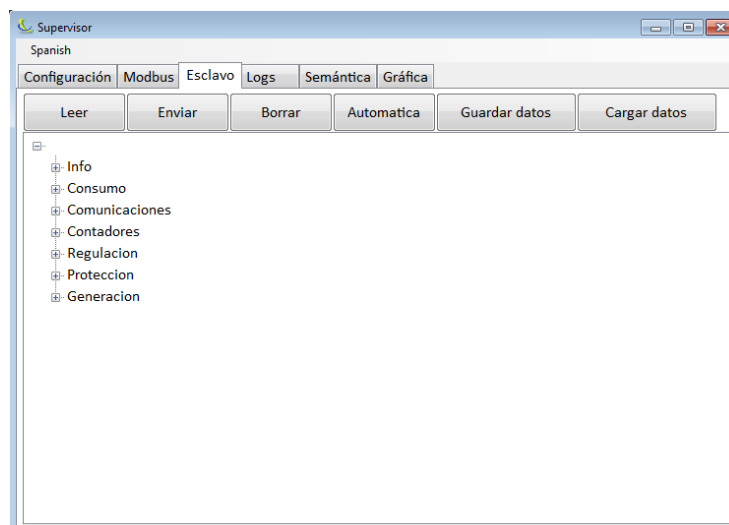 Supervisor
Spanish
Configuración Modbus Esclavo Logs Semántica Gráfica
Leer Enviar Borrar Automatica Guardar datos Cargar datos
Info
Consumo
Comunicaciones
Contadores
Regulacion
Proteccion
Generacion